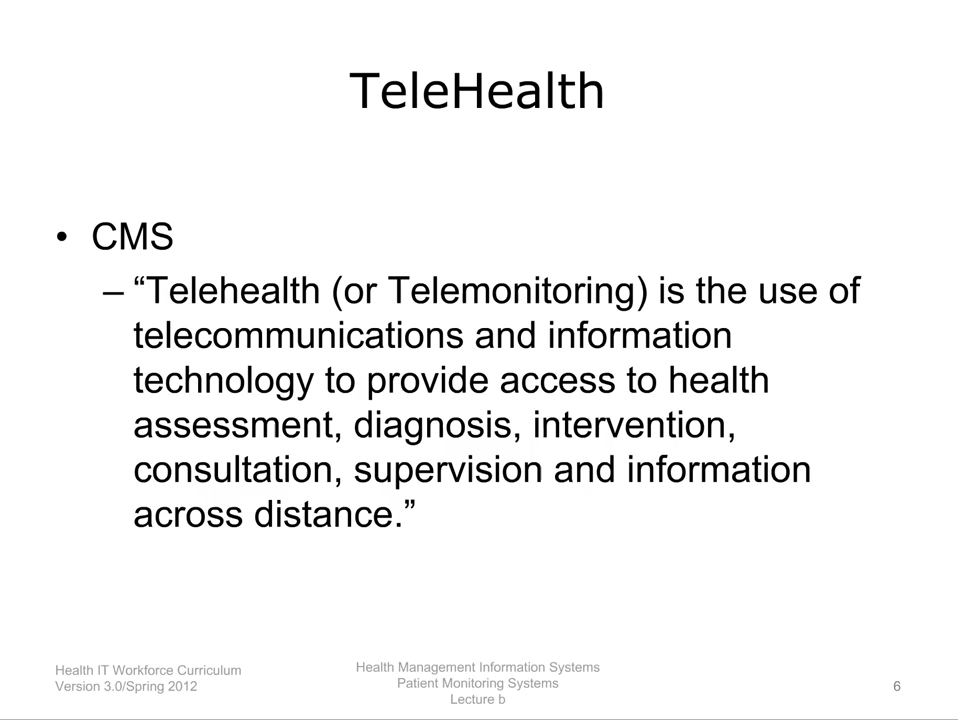 TeleHealth
• CMS
– “Telehealth (or Telemonitoring) is the use of
telecommunications and information
technology to provide access to health
assessment, diagnosis, intervention,
consultation, supervision and information
across distance.”
Health IT Workforce Curriculum
Version 3.0/Spring 2012
Health Management Information Systems
Patient Monitoring Systems
Lecture b
6